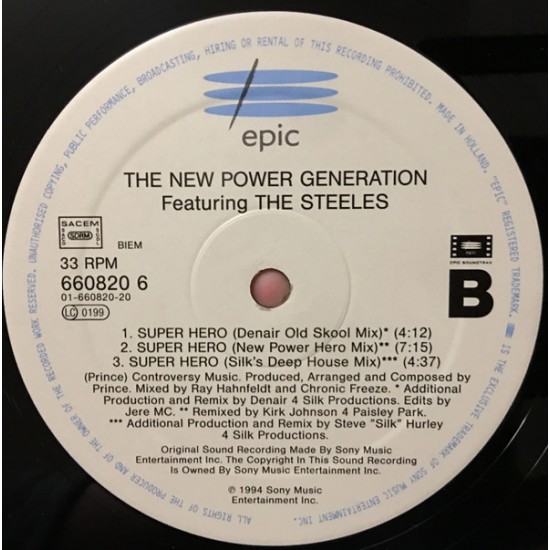 UNAUTHORISED COPYING, PUBLIC PERFORMANCE, BROADCASTING, HIRING OR RENTAL OF THIS RECORDING PROHIBITED. MADE IN HOLLAND. "EPIC" REGISTERED TRADEMARK.
IS THE EXCLUSIVE TRADEMARK OF SONY MUSIC ENTERTAINMENT INC.
OF THE PRODUCER AND OF THE OWNER OF THE RECORDED WORK RESERVED.
epic
THE NEW POWER GENERATION
Featuring THE STEELES
SACEM
SDRM
BIEM
EPIC SOUNDTRAX
33 RPM
660820 6
01-660820-20
LC 0199
B
1. SUPER HERO (Denair Old Skool Mix)* (4:12)
2. SUPER HERO (New Power Hero Mix)** (7:15)
3. SUPER HERO (Silk's Deep House Mix)*** (4:37)
(Prince) Controversy Music. Produced, Arranged and Composed by
Prince. Mixed by Ray Hahnfeldt and Chronic Freeze. * Additional
Production and Remix by Denair 4 Silk Productions. Edits by
Jere MC. ** Remixed by Kirk Johnson 4 Paisley Park.
*** Additional Production and Remix by Steve "Silk" Hurley
4 Silk Productions.
Original Sound Recording Made By Sony Music
Entertainment Inc. The Copyright In This Sound Recording
Is Owned By Sony Music Entertainment Inc.
℗ 1994 Sony Music
Entertainment Inc.